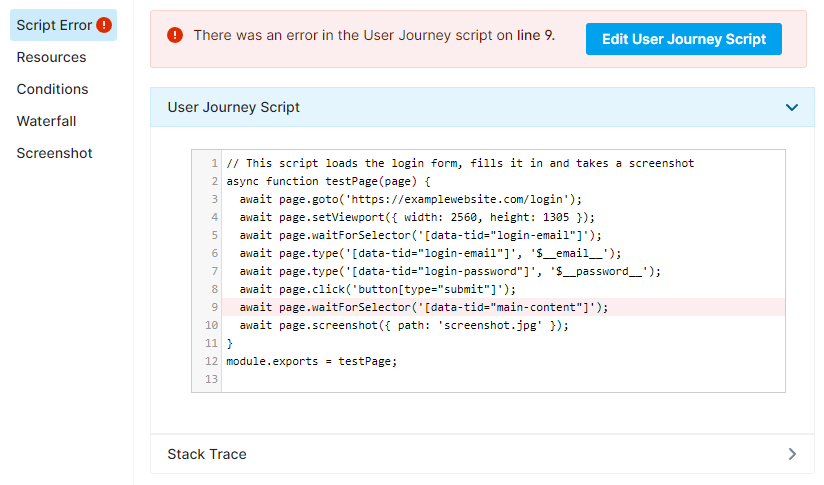 Script Error
Resources
Conditions
Waterfall
Screenshot
There was an error in the User Journey script on line 9.
Edit User Journey Script
User Journey Script
1 // This script loads the login form, fills it in and takes a screenshot
2 async function testPage(page) {
3   await page.goto('https://examplewebsite.com/login');
4   await page.setViewport({ width: 2560, height: 1305 });
5   await page.waitForSelector('[data-tid="login-email"]');
6   await page.type('[data-tid="login-email"]', '$__email__');
7   await page.type('[data-tid="login-password"]', '$__password__');
8   await page.click('button[type="submit"]');
9   await page.waitForSelector('[data-tid="main-content"]');
10   await page.screenshot({ path: 'screenshot.jpg' });
11 }
12 module.exports = testPage;
13
Stack Trace